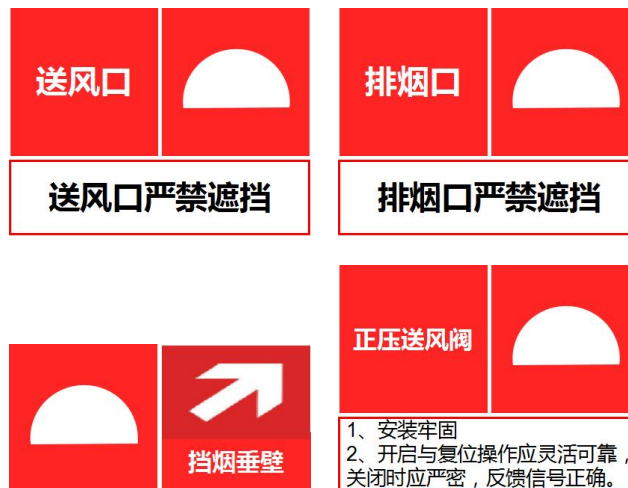 送风口
送风口严禁遮挡
排烟口
排烟口严禁遮挡
挡烟垂壁
正压送风阀
1、安装牢固
2、开启与复位操作应灵活可靠，
关闭时应严密，反馈信号正确。